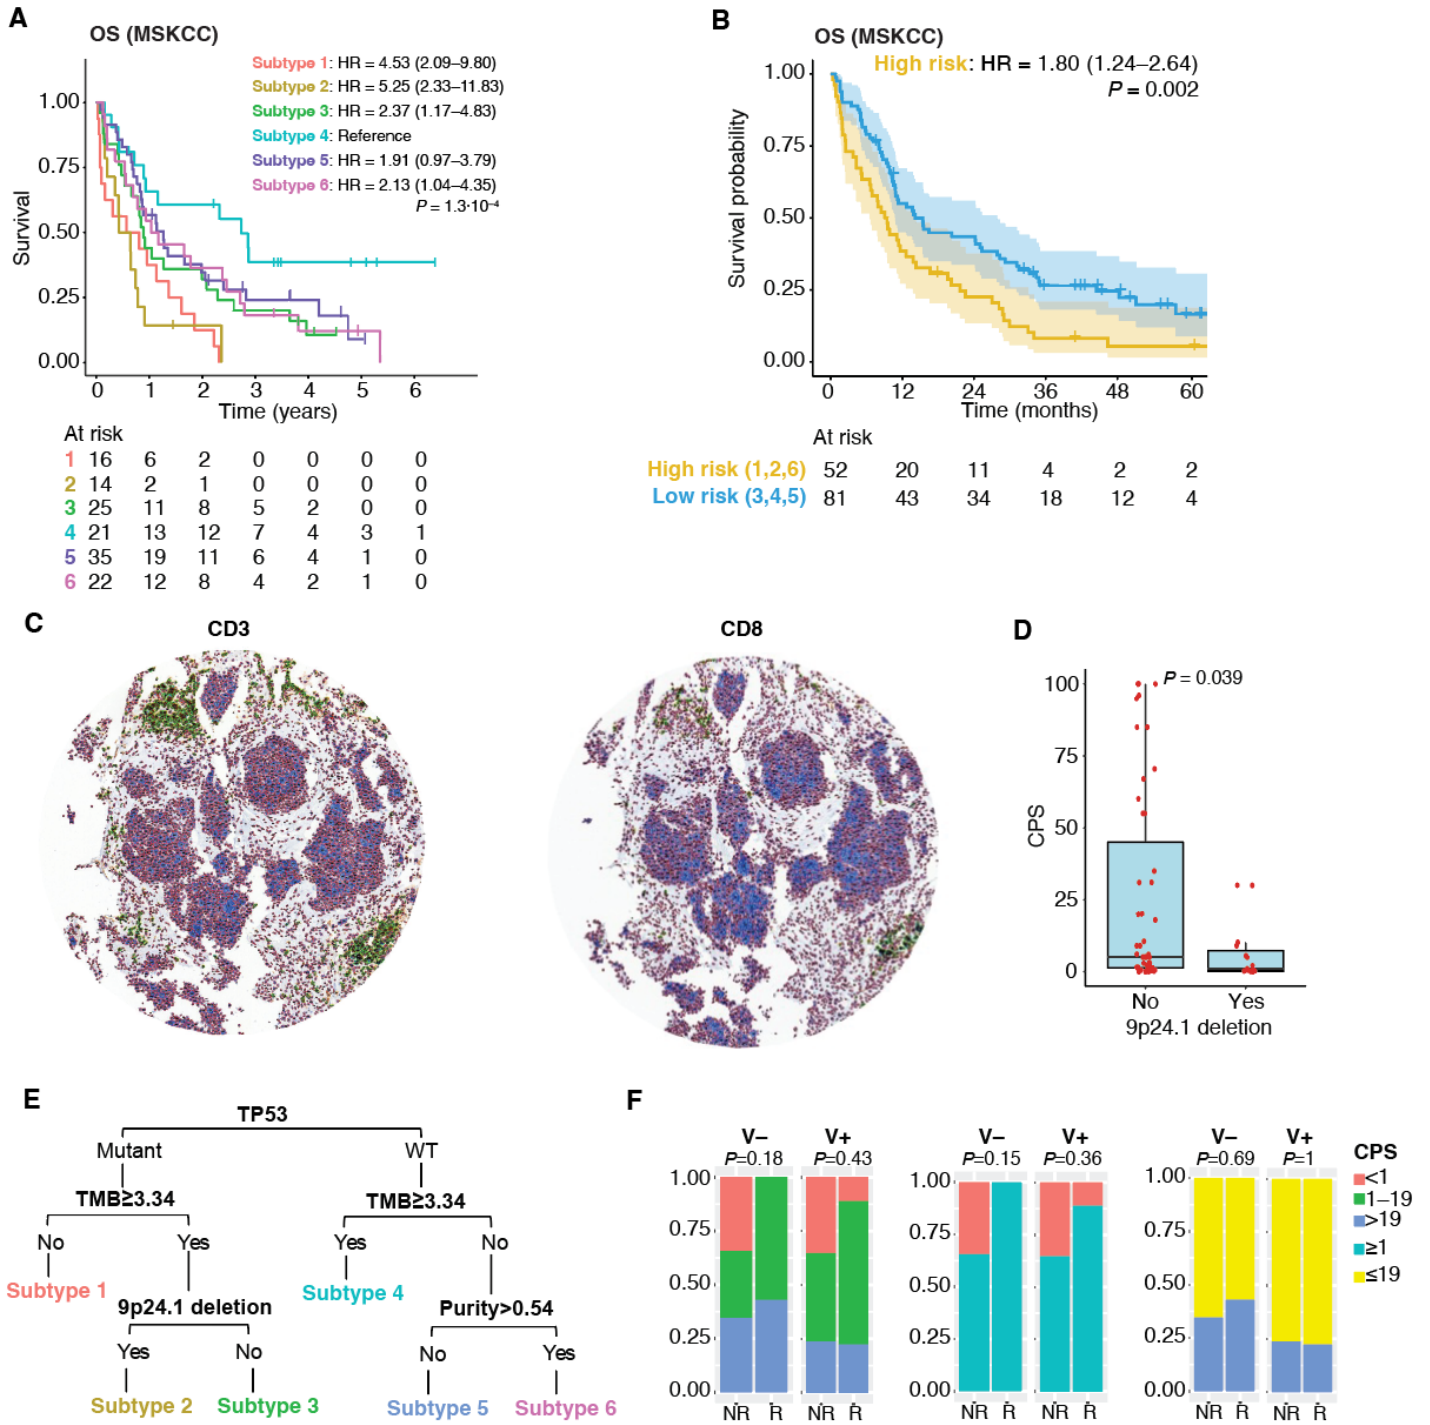 A
OS (MSKCC)
Subtype 1: HR = 4.53 (2.09–9.80)
Subtype 2: HR = 5.25 (2.33–11.83)
Subtype 3: HR = 2.37 (1.17–4.83)
Subtype 4: Reference
Subtype 5: HR = 1.91 (0.97–3.79)
Subtype 6: HR = 2.13 (1.04–4.35)
P = 1.3·10⁻⁴
Survival
1.00
0.75
0.50
0.25
0.00
0 1 2 3 4 5 6
Time (years)
At risk
1 16 6 2 0 0 0 0
2 14 2 1 0 0 0 0
3 25 11 8 5 2 0 0
4 21 13 12 7 4 3 1
5 35 19 11 6 4 1 0
6 22 12 8 4 2 1 0
B
OS (MSKCC)
High risk: HR = 1.80 (1.24–2.64)
P = 0.002
Survival probability
1.00
0.75
0.50
0.25
0.00
0 12 24 36 48 60
Time (months)
At risk
High risk (1,2,6) 52 20 11 4 2 2
Low risk (3,4,5) 81 43 34 18 12 4
C
CD3
CD8
D
P = 0.039
CPS
100
75
50
25
0
No Yes
9p24.1 deletion
E
TP53
Mutant WT
TMB≥3.34 TMB≥3.34
No Yes Yes No
Subtype 1 Subtype 4
9p24.1 deletion Purity>0.54
Yes No No Yes
Subtype 2 Subtype 3 Subtype 5 Subtype 6
F
V– V+
P=0.18 P=0.43
1.00
0.75
0.50
0.25
0.00
NR R NR R
V– V+
P=0.15 P=0.36
1.00
0.75
0.50
0.25
0.00
NR R NR R
V– V+
P=0.69 P=1
1.00
0.75
0.50
0.25
0.00
NR R NR R
CPS
<1
1–19
>19
≥1
≤19